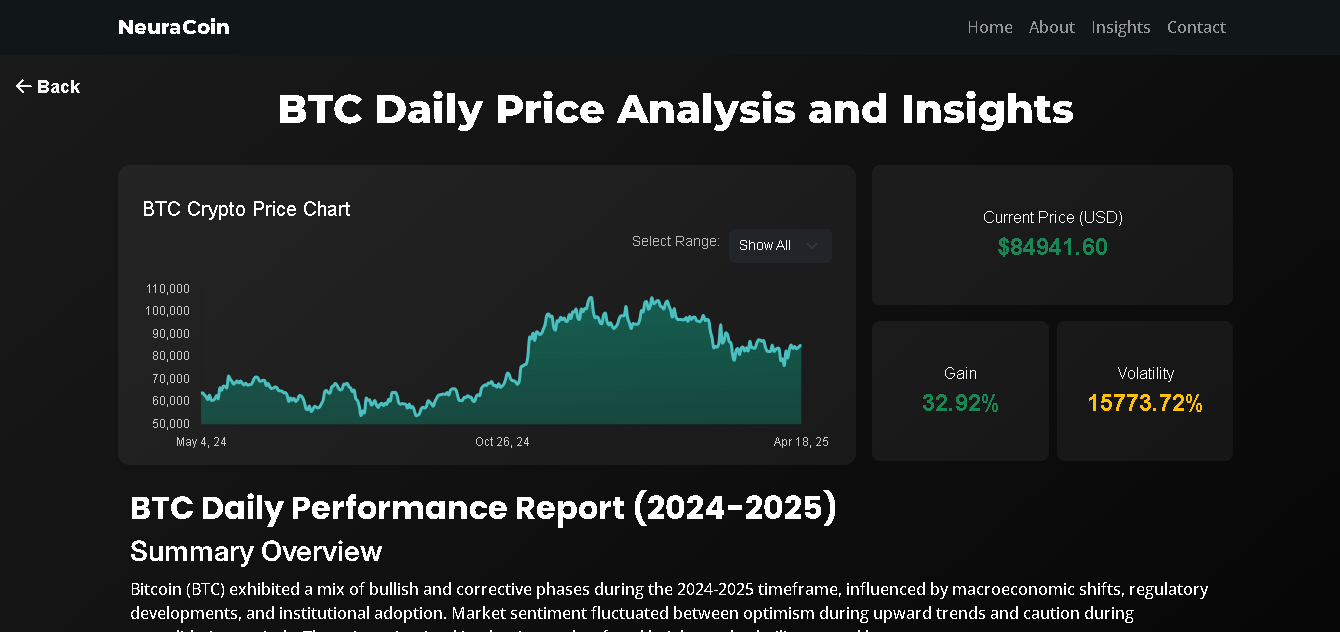 NeuraCoin
Home About Insights Contact
← Back
BTC Daily Price Analysis and Insights
BTC Crypto Price Chart
Select Range: Show All
110,000
100,000
90,000
80,000
70,000
60,000
50,000
May 4, 24 Oct 26, 24 Apr 18, 25
Current Price (USD)
$84941.60
Gain
32.92%
Volatility
15773.72%
BTC Daily Performance Report (2024-2025)
Summary Overview
Bitcoin (BTC) exhibited a mix of bullish and corrective phases during the 2024-2025 timeframe, influenced by macroeconomic shifts, regulatory
developments, and institutional adoption. Market sentiment fluctuated between optimism during upward trends and caution during